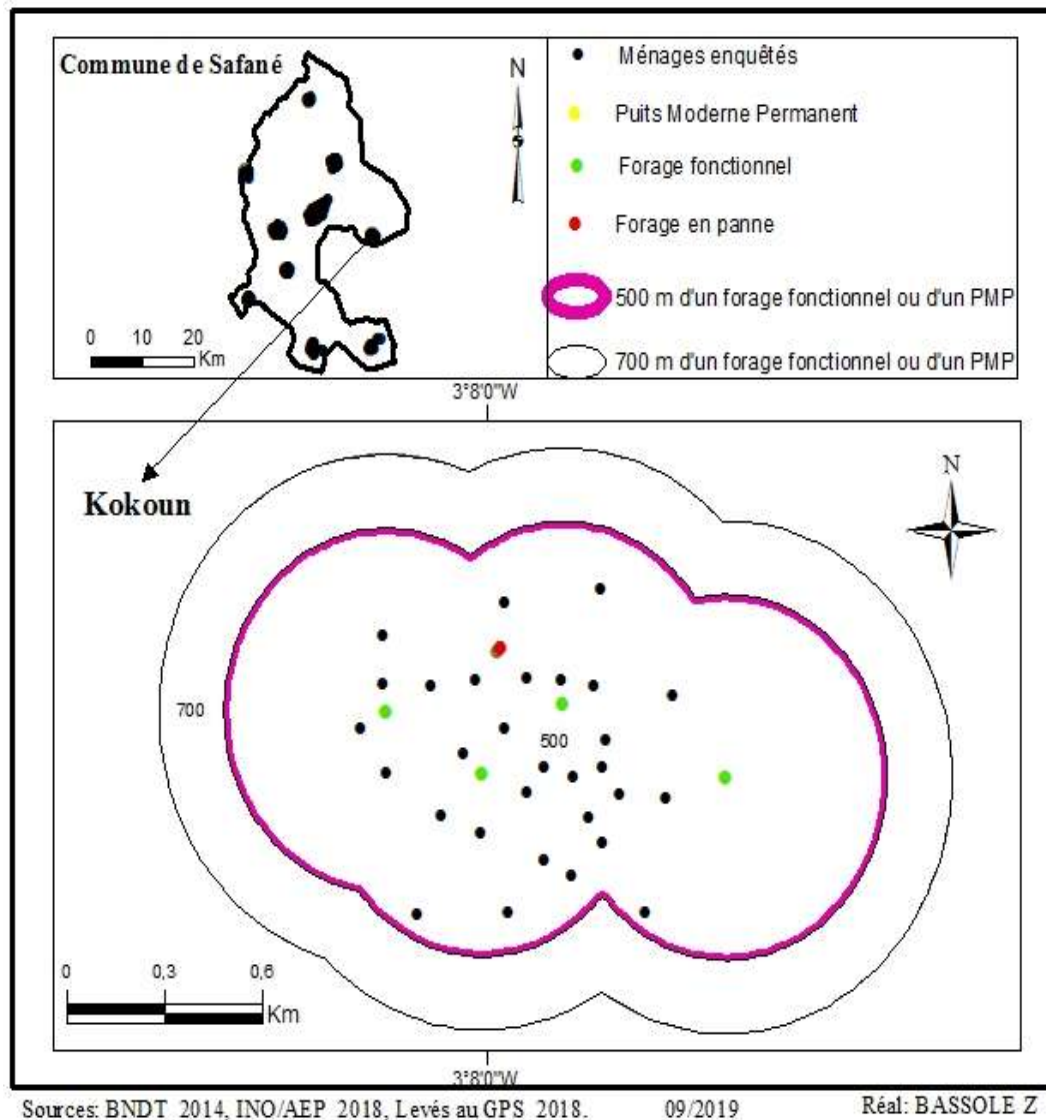 Commune de Safané
N
0 10 20
Km
Ménages enquêtés
Puits Moderne Permanent
Forage fonctionnel
Forage en panne
500 m d'un forage fonctionnel ou d'un PMP
700 m d'un forage fonctionnel ou d'un PMP
3°8'0"W
Kokoun
N
700
500
0 0,3 0,6
Km
3°8'0"W
Sources: BNDT 2014, INO/AEP 2018, Levés au GPS 2018. 09/2019 Réal: BASSOLE Z